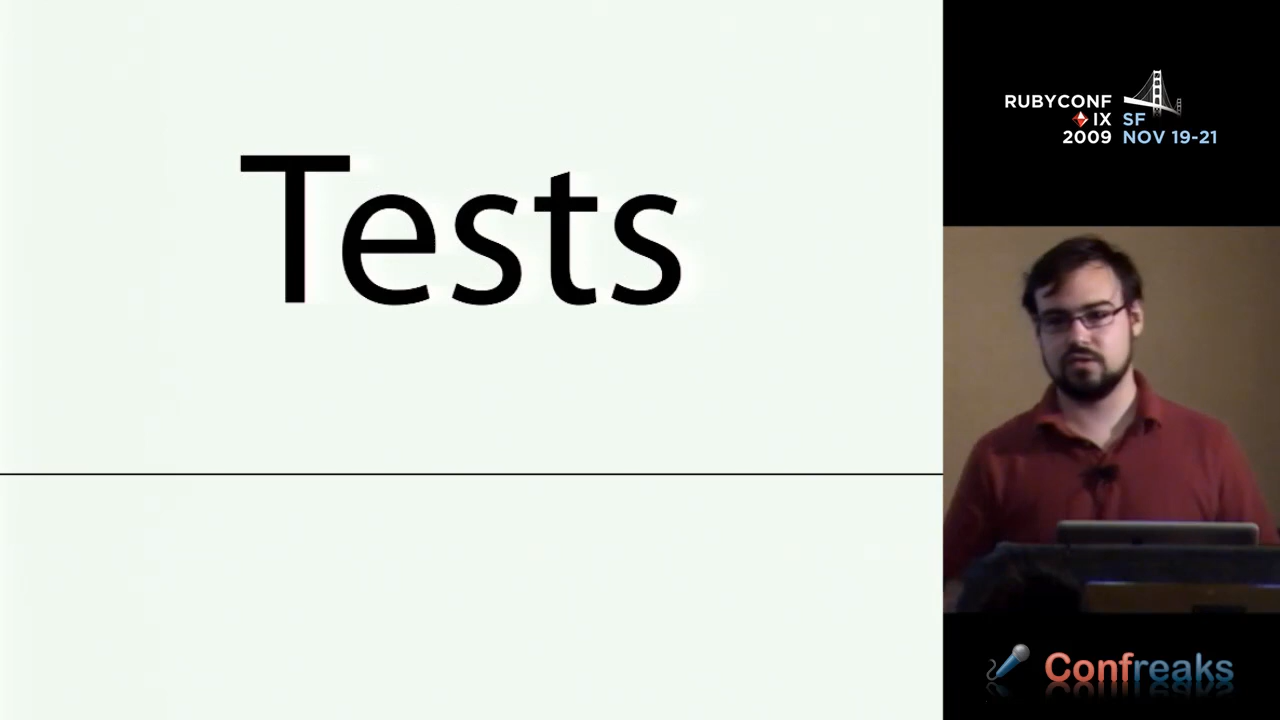 Tests
RUBYCONF
IX SF
2009 NOV 19-21
Confreaks